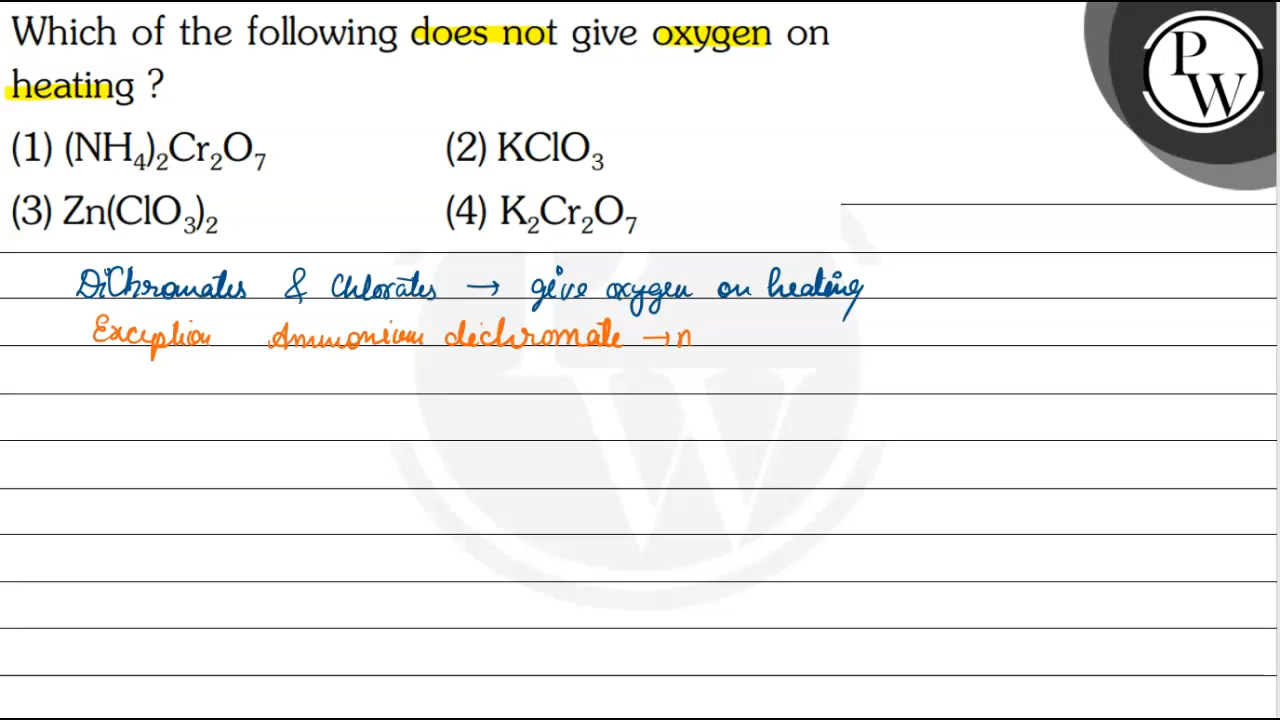 Which of the following does not give oxygen on
heating ?
(1) (NH₄)₂Cr₂O₇ (2) KClO₃
(3) Zn(ClO₃)₂ (4) K₂Cr₂O₇
DiChromates & Chlorates → give oxygen on heating
Exception Ammonium dichromate → n
PW